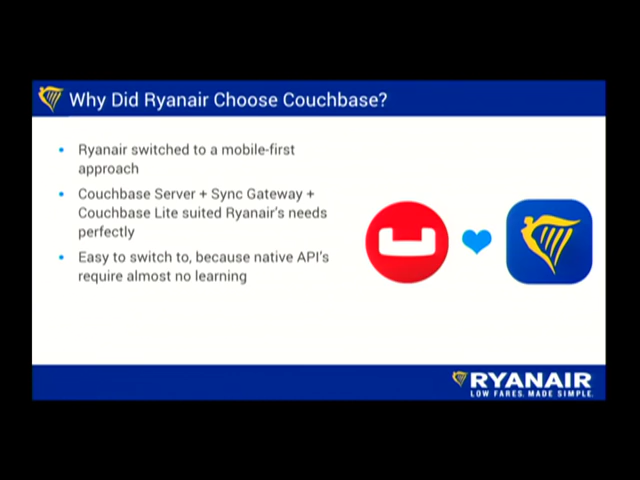 Why Did Ryanair Choose Couchbase?
• Ryanair switched to a mobile-first
approach
• Couchbase Server + Sync Gateway +
Couchbase Lite suited Ryanair's needs
perfectly
• Easy to switch to, because native API's
require almost no learning
RYANAIR
LOW FARES. MADE SIMPLE.